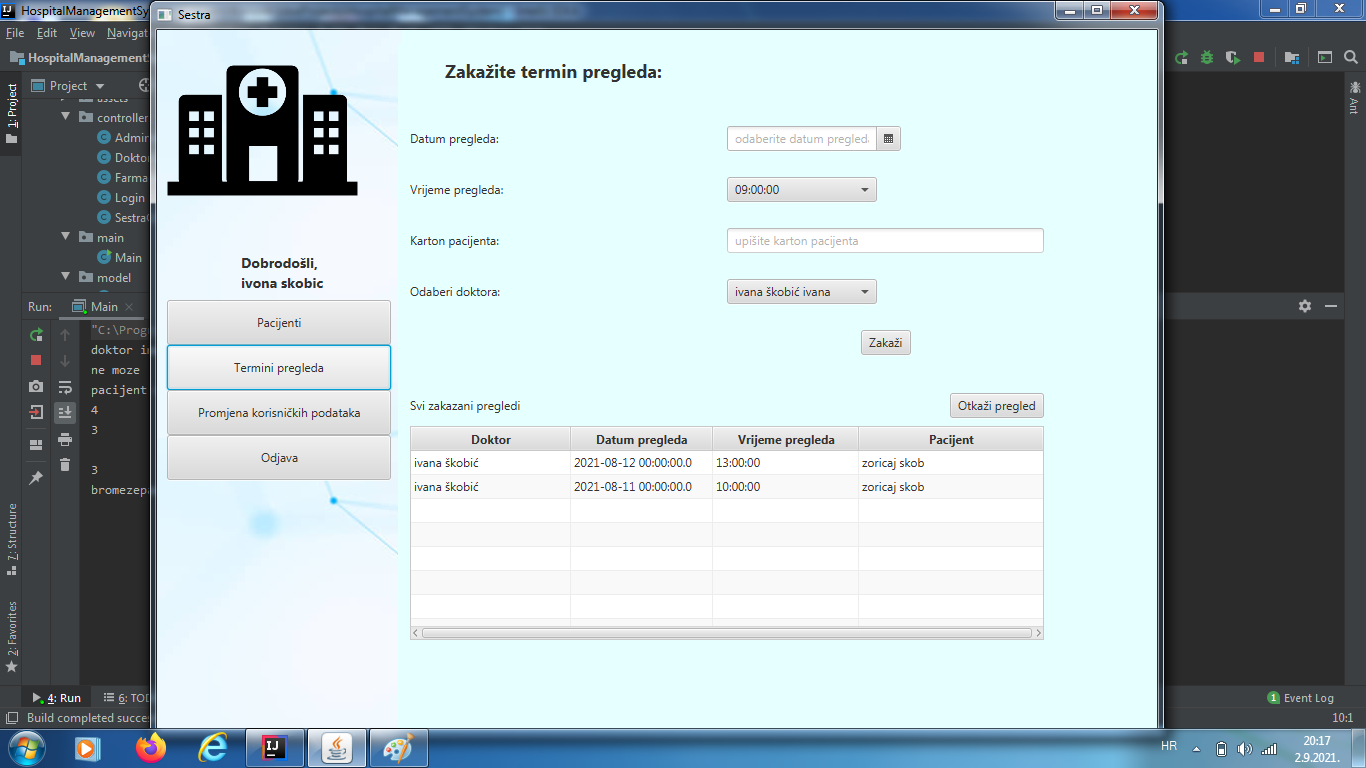 HospitalManagementSy
Sestra
File Edit View Navigat
HospitalManagementS
Project
1: Project
assets
controller
Admin
Doktor
Farma
Login
Sestra
main
Main
model
Run: Main
"C:\Prog
doktor i
ne moze
pacijent
4
3
3
bromezepa
7: Structure
2: Favorites
Ant
Zakažite termin pregleda:
Datum pregleda:
odaberite datum pregled
Vrijeme pregleda:
09:00:00
Karton pacijenta:
upišite karton pacijenta
Odaberi doktora:
ivana škobić ivana
Zakaži
Dobrodošli,
ivona skobic
Pacijenti
Termini pregleda
Promjena korisničkih podataka
Odjava
Svi zakazani pregledi
Otkaži pregled
Doktor Datum pregleda Vrijeme pregleda Pacijent
ivana škobić 2021-08-12 00:00:00.0 13:00:00 zoricaj skob
ivana škobić 2021-08-11 00:00:00.0 10:00:00 zoricaj skob
4: Run 6: TOD
1 Event Log
Build completed succe
10:1
HR
20:17
2.9.2021.